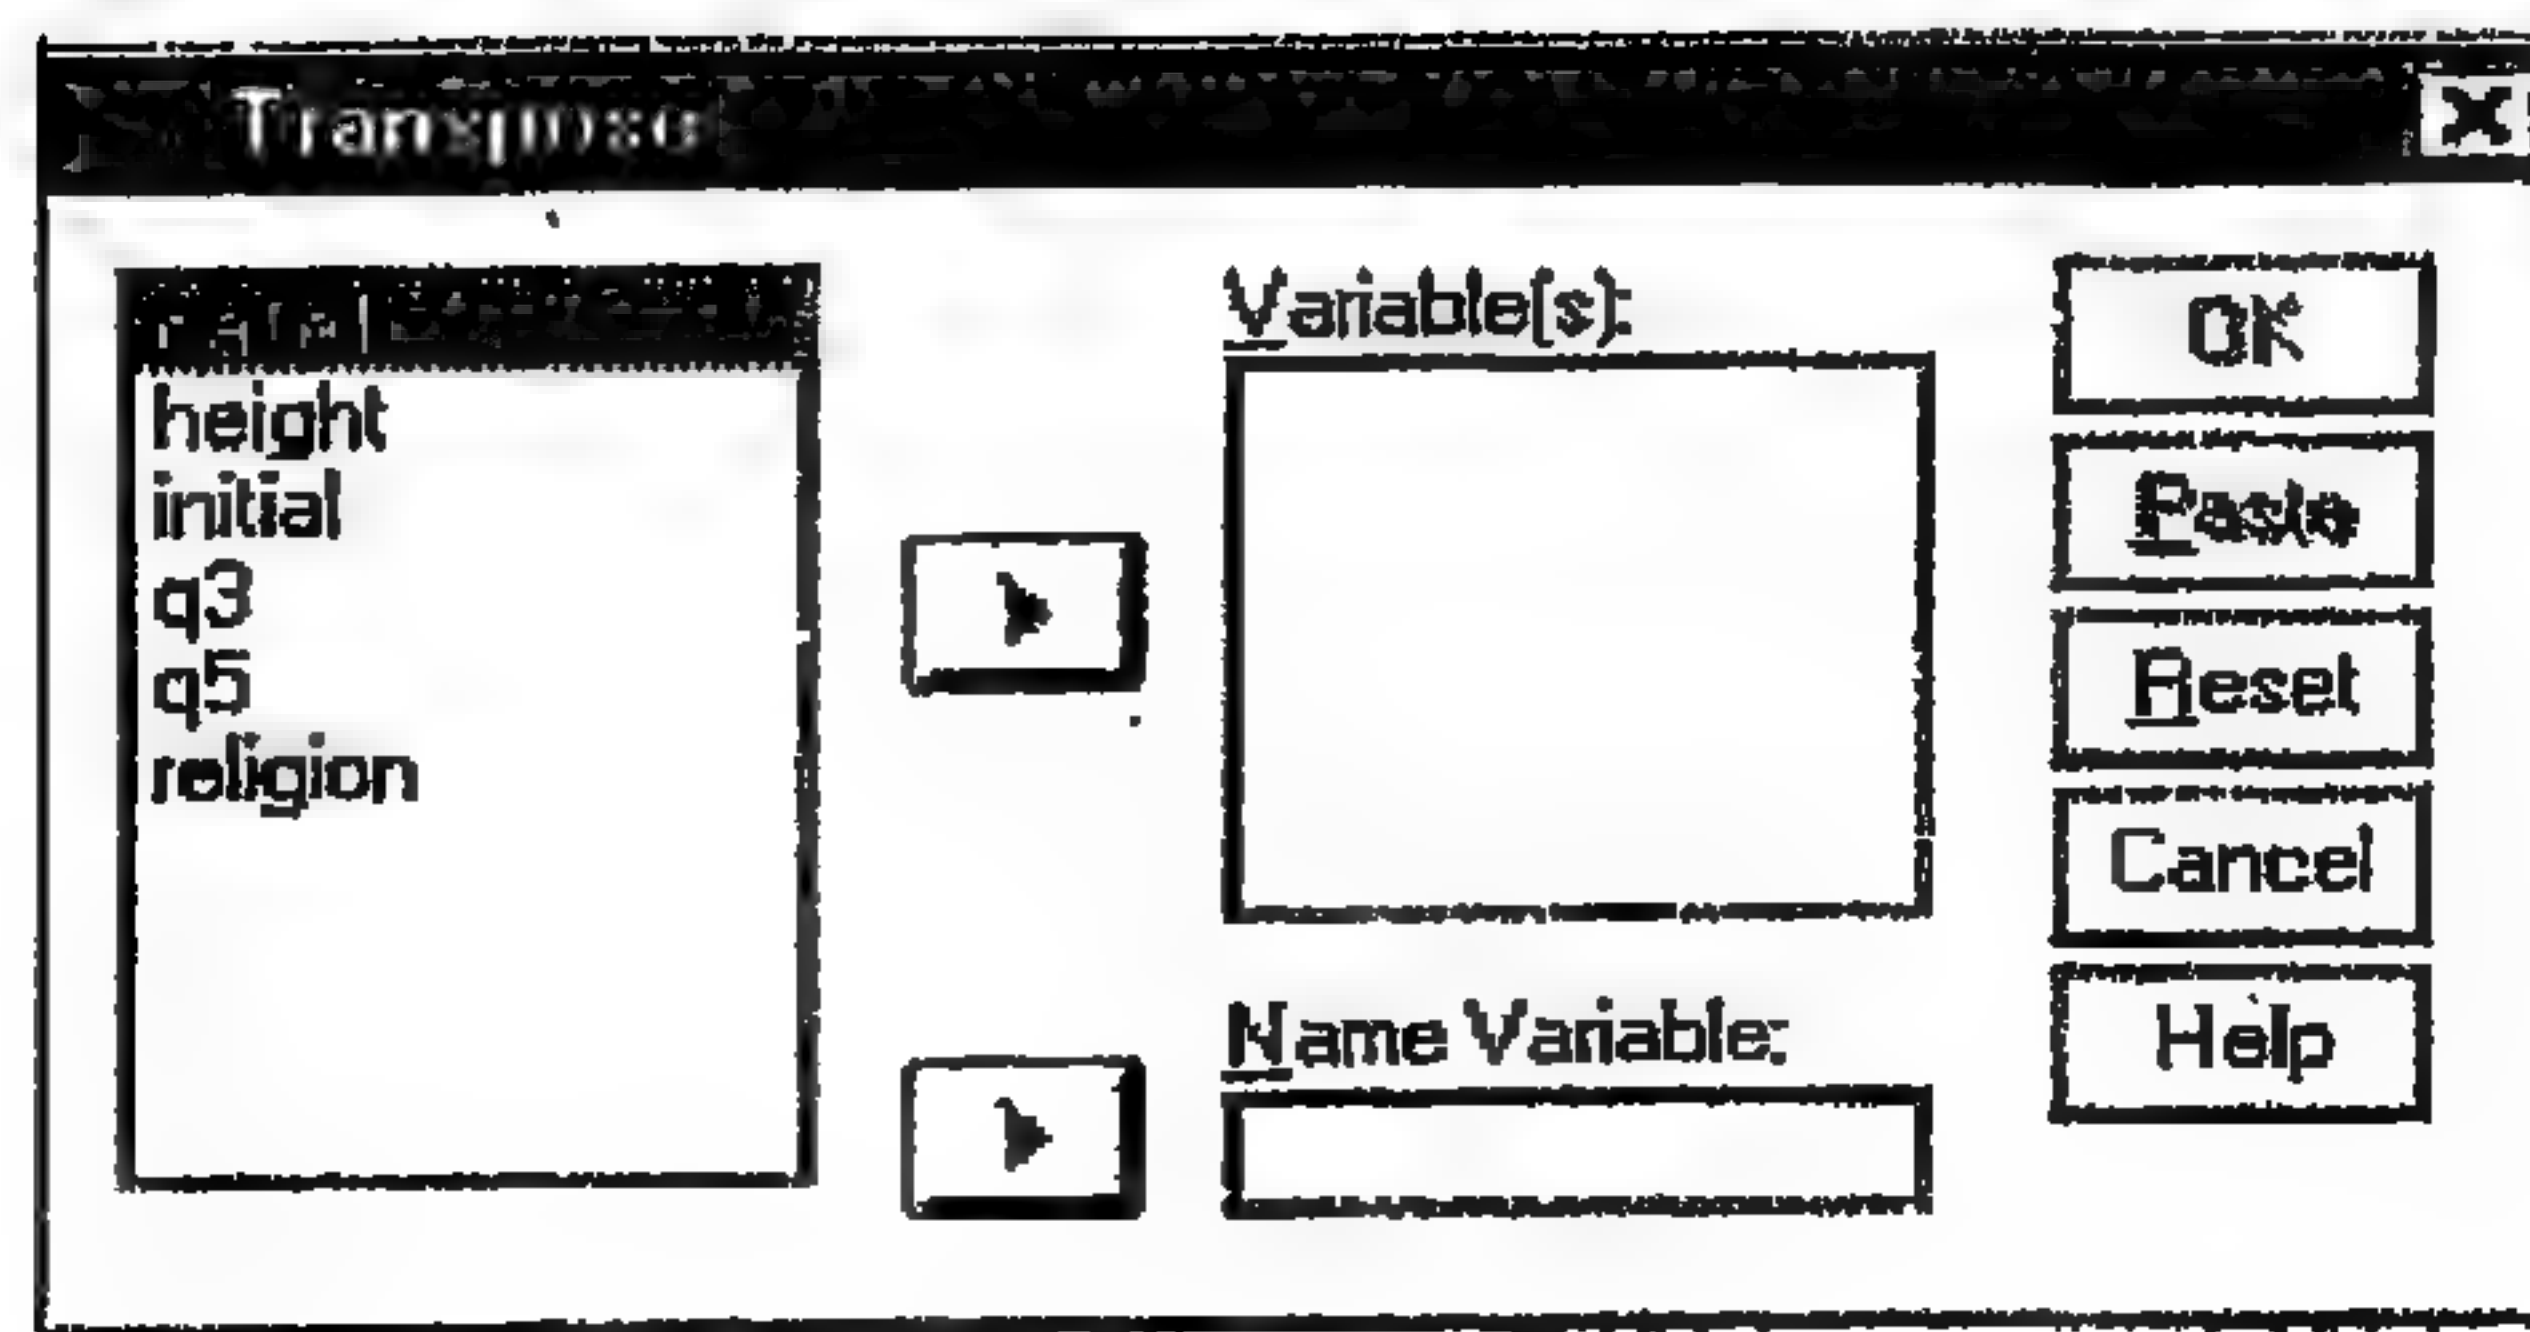 Transpose
height
initial
q3
q5
religion
Variable(s):
Name Variable:
OK
Paste
Reset
Cancel
Help